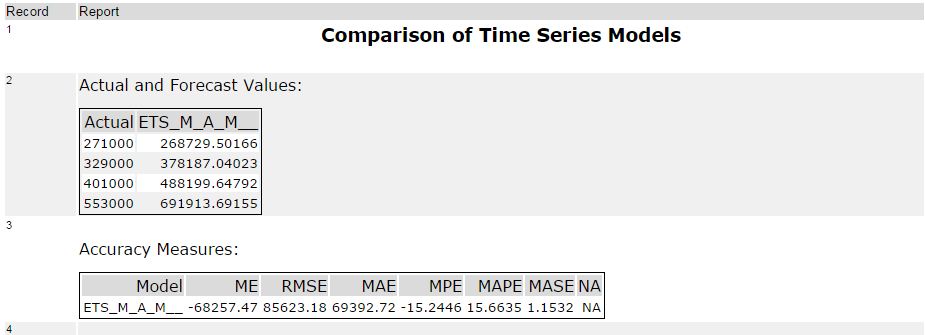 Record Report
1
Comparison of Time Series Models
2
Actual and Forecast Values:
Actual ETS_M_A_M__
271000 268729.50166
329000 378187.04023
401000 488199.64792
553000 691913.69155
3
Accuracy Measures:
Model ME RMSE MAE MPE MAPE MASE NA
ETS_M_A_M__ -68257.47 85623.18 69392.72 -15.2446 15.6635 1.1532 NA
4